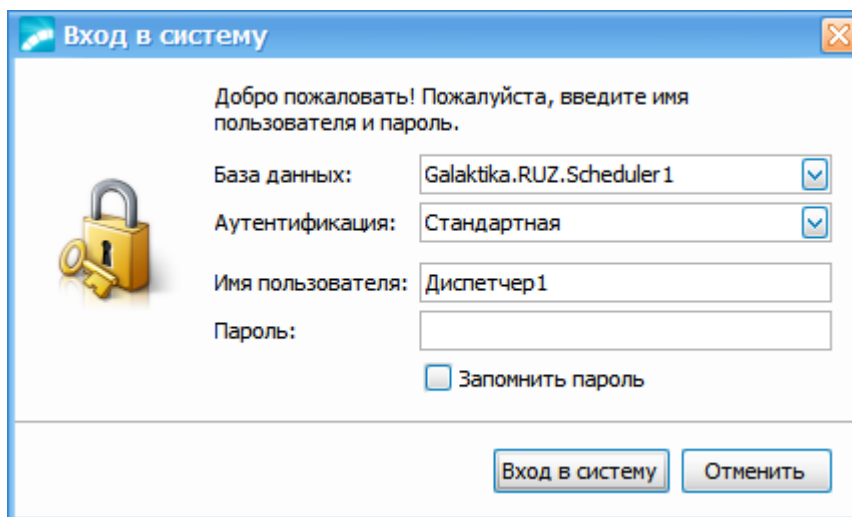 Вход в систему
Добро пожаловать! Пожалуйста, введите имя
пользователя и пароль.
База данных: Galaktika.RUZ.Scheduler1
Аутентификация: Стандартная
Имя пользователя: Диспетчер1
Пароль:
Запомнить пароль
Вход в систему Отменить